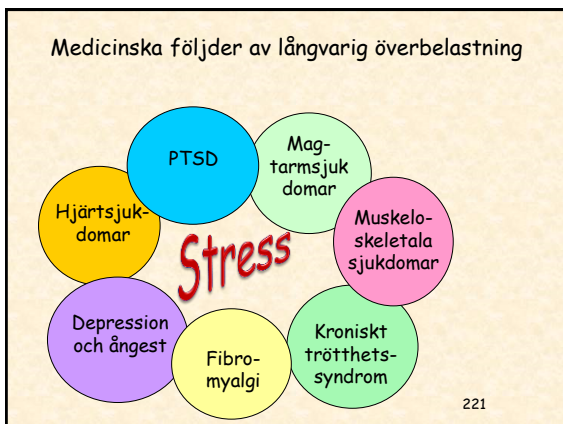 Medicinska följder av långvarig överbelastning
PTSD
Mag-
tarmsjuk
domar
Hjärtsjuk-
domar
Muskelo-
skeletala
sjukdomar
Stress
Depression
och ångest
Fibro-
myalgi
Kroniskt
trötthets-
syndrom
221